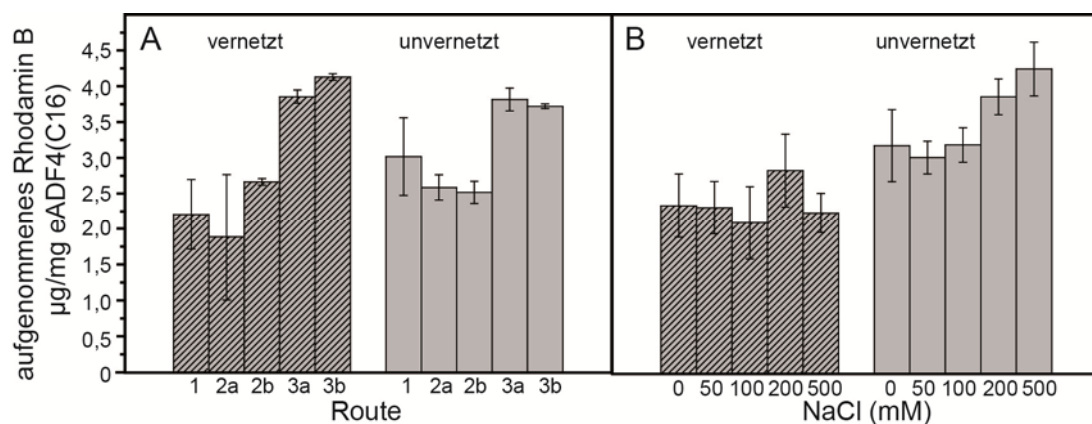 aufgenommenes Rhodamin B
µg/mg eADF4(C16)
A
vernetzt
unvernetzt
4,5
4,0
3,5
3,0
2,5
2,0
1,5
1,0
0,5
0
1 2a 2b 3a 3b
1 2a 2b 3a 3b
Route
B
vernetzt
unvernetzt
0 50 100 200 500
0 50 100 200 500
NaCl (mM)